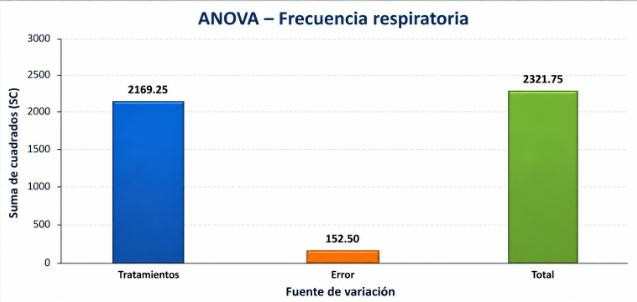 ANOVA – Frecuencia respiratoria
Suma de cuadrados (SC)
3000
2500
2000
1500
1000
500
0
2169.25
152.50
2321.75
Tratamientos
Error
Total
Fuente de variación